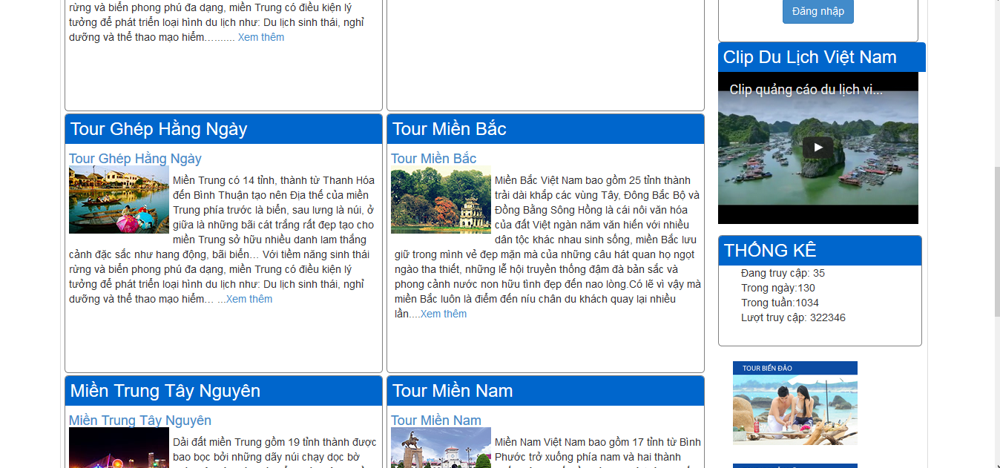 rừng và biển phong phú đa dạng, miền Trung có điều kiện lý
tưởng để phát triển loại hình du lịch như: Du lịch sinh thái, nghỉ
dưỡng và thể thao mạo hiểm…....... Xem thêm
Tour Ghép Hằng Ngày
Tour Ghép Hằng Ngày
Miền Trung có 14 tỉnh, thành từ Thanh Hóa
đến Bình Thuận tạo nên Địa thế của miền
Trung phía trước là biển, sau lưng là núi, ở
giữa là những bãi cát trắng rất đẹp tạo cho
miền Trung sở hữu nhiều danh lam thắng
cảnh đặc sắc như hang động, bãi biển… Với tiềm năng sinh thái
rừng và biển phong phú đa dạng, miền Trung có điều kiện lý
tưởng để phát triển loại hình du lịch như: Du lịch sinh thái, nghỉ
dưỡng và thể thao mạo hiểm… ...Xem thêm
Tour Miền Bắc
Tour Miền Bắc
Miền Bắc Việt Nam bao gồm 25 tỉnh thành
trải dài khắp các vùng Tây, Đông Bắc Bộ và
Đồng Bằng Sông Hồng là cái nôi văn hóa
của đất Việt ngàn năm văn hiến với nhiều
dân tộc khác nhau sinh sống, miền Bắc lưu
giữ trong mình vẻ đẹp mặn mà của những câu hát quan họ ngọt
ngào tha thiết, những lễ hội truyền thống đậm đà bản sắc và
phong cảnh nước non hữu tình đẹp đến nao lòng.Có lẽ vì vậy mà
miền Bắc luôn là điểm đến níu chân du khách quay lại nhiều
lần....Xem thêm
Miền Trung Tây Nguyên
Miền Trung Tây Nguyên
Dải đất miền Trung gồm 19 tỉnh thành được
bao bọc bởi những dãy núi chạy dọc bờ
Tour Miền Nam
Tour Miền Nam
Miền Nam Việt Nam bao gồm 17 tỉnh từ Bình
Phước trở xuống phía nam và hai thành
Đăng nhập
Clip Du Lịch Việt Nam
Clip quảng cáo du lịch vi...
THỐNG KÊ
Đang truy cập: 35
Trong ngày:130
Trong tuần:1034
Lượt truy cập: 322346
TOUR BIỂN ĐẢO